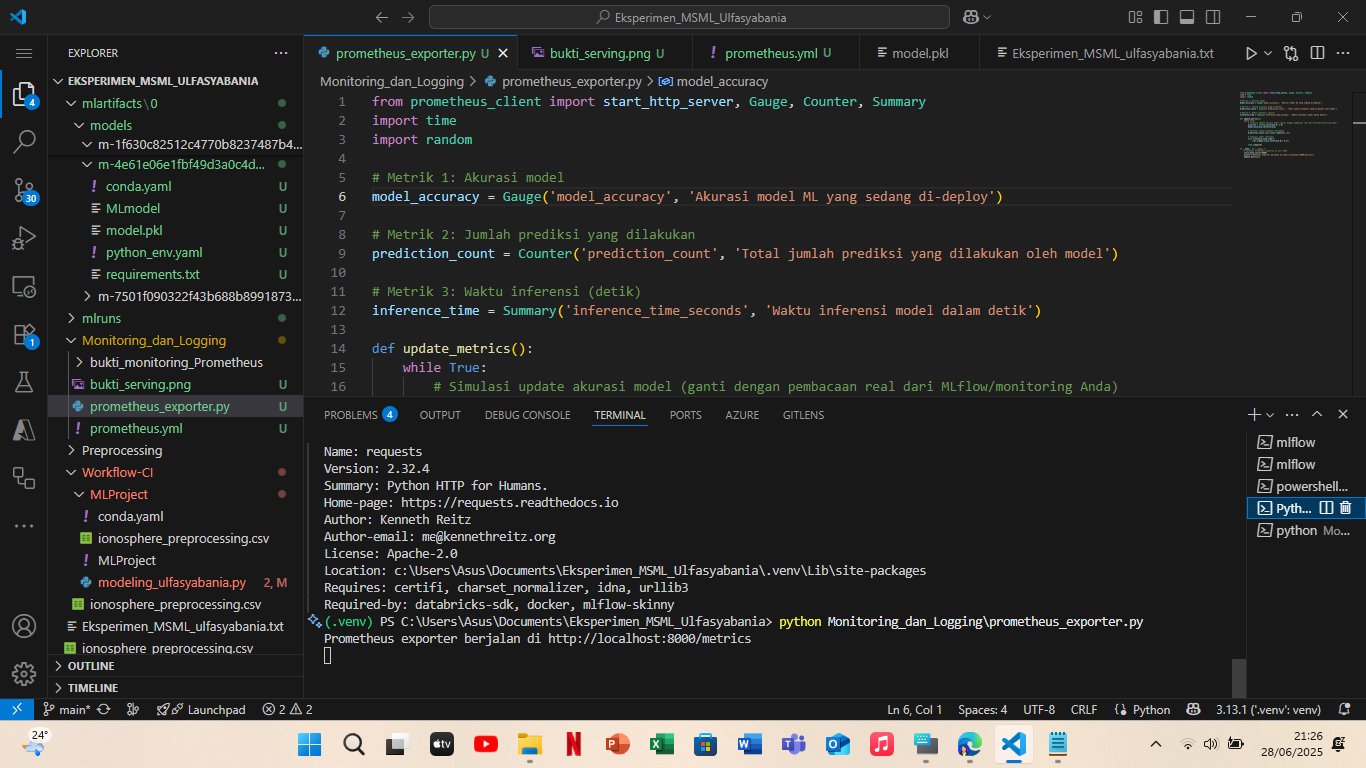 Eksperimen_MSML_Ulfasyabania
EXPLORER
EKSPERIMEN_MSML_ULFASYABANIA
mlartifacts\0
models
m-1f630c82512c4770b8237487b4...
m-4e61e06e1fbf49d3a0c4d...
conda.yaml U
MLmodel U
model.pkl U
python_env.yaml U
requirements.txt U
m-7501f090322f43b688b8991873...
mlruns
Monitoring_dan_Logging
bukti_monitoring_Prometheus
bukti_serving.png U
prometheus_exporter.py U
prometheus.yml U
Preprocessing
Workflow-CI
MLProject
conda.yaml
ionosphere_preprocessing.csv
MLProject
modeling_ulfasyabania.py 2, M
ionosphere_preprocessing.csv
Eksperimen_MSML_ulfasyabania.txt
ionosphere_preprocessing.csv
OUTLINE
TIMELINE
4
30
1
prometheus_exporter.py U bukti_serving.png U prometheus.yml U model.pkl Eksperimen_MSML_ulfasyabania.txt
Monitoring_dan_Logging > prometheus_exporter.py > model_accuracy
1 from prometheus_client import start_http_server, Gauge, Counter, Summary
2 import time
3 import random
4
5 # Metrik 1: Akurasi model
6 model_accuracy = Gauge('model_accuracy', 'Akurasi model ML yang sedang di-deploy')
7
8 # Metrik 2: Jumlah prediksi yang dilakukan
9 prediction_count = Counter('prediction_count', 'Total jumlah prediksi yang dilakukan oleh model')
10
11 # Metrik 3: Waktu inferensi (detik)
12 inference_time = Summary('inference_time_seconds', 'Waktu inferensi model dalam detik')
13
14 def update_metrics():
15 while True:
16 # Simulasi update akurasi model (ganti dengan pembacaan real dari MLflow/monitoring Anda)
PROBLEMS 4 OUTPUT DEBUG CONSOLE TERMINAL PORTS AZURE GITLENS
Name: requests
Version: 2.32.4
Summary: Python HTTP for Humans.
Home-page: https://requests.readthedocs.io
Author: Kenneth Reitz
Author-email: me@kennethreitz.org
License: Apache-2.0
Location: c:\Users\Asus\Documents\Eksperimen_MSML_Ulfasyabania\.venv\Lib\site-packages
Requires: certifi, charset_normalizer, idna, urllib3
Required-by: databricks-sdk, docker, mlflow-skinny
(.venv) PS C:\Users\Asus\Documents\Eksperimen_MSML_Ulfasyabania> python Monitoring_dan_Logging\prometheus_exporter.py
Prometheus exporter berjalan di http://localhost:8000/metrics
mlflow
mlflow
powershell...
Pyth...
python Mo...
main* Launchpad 2 2 Ln 6, Col 1 Spaces: 4 UTF-8 CRLF Python 3.13.1 ('.venv': venv)
24°
tv
21:26
28/06/2025